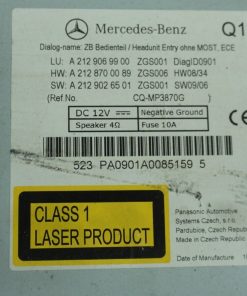 Mercedes-Benz Q1
Dialog-name: ZB Bedienteil / Headunit Entry ohne MOST, ECE
LU: A 212 906 99 00 ZGS001 DiagID0901
HW: A 212 870 00 89 ZGS006 HW08/34
SW: A 212 902 65 01 ZGS001 SW09/06
(Ref No. CQ-MP3870G
DC 12V Negative Ground
Speaker 4Ω Fuse 10A
523 PA0901A0085159 5
CLASS 1
LASER PRODUCT
Panasonic Automotive
Systems Czech
Made in Czech Republic
Made in Czech Republic
Date of Manufacture